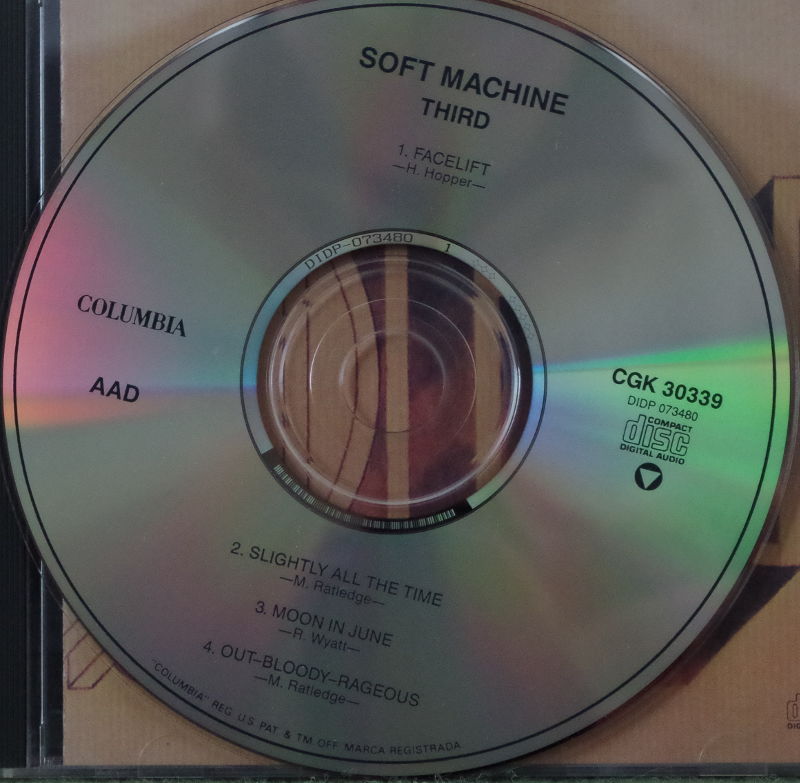 SOFT MACHINE
THIRD
1. FACELIFT
—H. Hopper—
DIDP-073480 1
COLUMBIA
AAD
CGK 30339
DIDP 073480
COMPACT
disc
DIGITAL AUDIO
2. SLIGHTLY ALL THE TIME
—M. Ratledge—
3. MOON IN JUNE
—R. Wyatt—
4. OUT–BLOODY–RAGEOUS
—M. Ratledge—
"COLUMBIA" REG. U.S. PAT. & TM. OFF. MARCA REGISTRADA